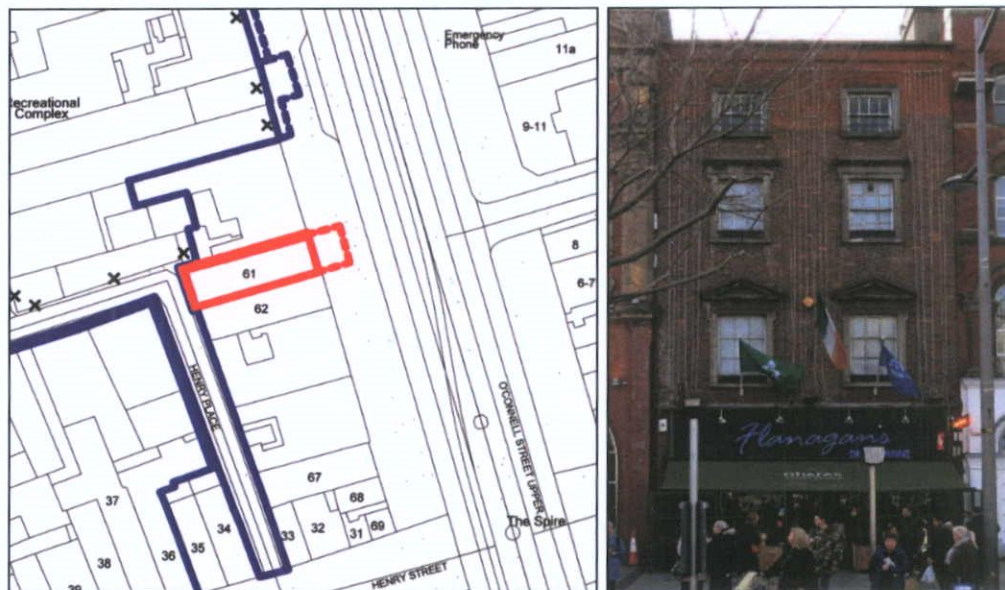 Emergency
Phone
11a
Recreational
Complex
9-11
8
61
6-7
62
HENRY PLACE
O'CONNELL STREET UPPER
67
37
68
34
32
The Spire
33
31
69
35
38
36
39
HENRY STREET
Flanagans